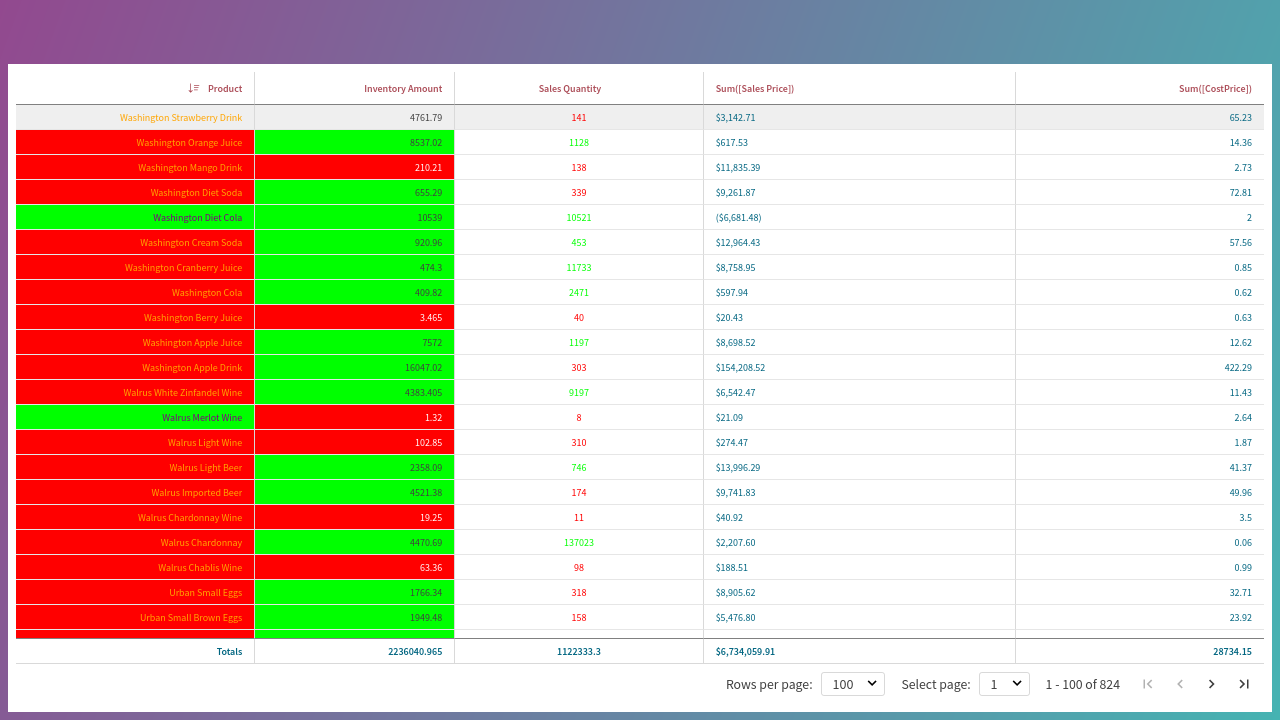 Product Inventory Amount Sales Quantity Sum([Sales Price]) Sum([CostPrice])
Washington Strawberry Drink 4761.79 141 $3,142.71 65.23
Washington Orange Juice 8537.02 1128 $617.53 14.36
Washington Mango Drink 210.21 138 $11,835.39 2.73
Washington Diet Soda 655.29 339 $9,261.87 72.81
Washington Diet Cola 10539 10521 ($6,681.48) 2
Washington Cream Soda 920.96 453 $12,964.43 57.56
Washington Cranberry Juice 474.3 11733 $8,758.95 0.85
Washington Cola 409.82 2471 $597.94 0.62
Washington Berry Juice 3.465 40 $20.43 0.63
Washington Apple Juice 7572 1197 $8,698.52 12.62
Washington Apple Drink 16047.02 303 $154,208.52 422.29
Walrus White Zinfandel Wine 4383.405 9197 $6,542.47 11.43
Walrus Merlot Wine 1.32 8 $21.09 2.64
Walrus Light Wine 102.85 310 $274.47 1.87
Walrus Light Beer 2358.09 746 $13,996.29 41.37
Walrus Imported Beer 4521.38 174 $9,741.83 49.96
Walrus Chardonnay Wine 19.25 11 $40.92 3.5
Walrus Chardonnay 4470.69 137023 $2,207.60 0.06
Walrus Chablis Wine 63.36 98 $188.51 0.99
Urban Small Eggs 1766.34 318 $8,905.62 32.71
Urban Small Brown Eggs 1949.48 158 $5,476.80 23.92
Totals 2236040.965 1122333.3 $6,734,059.91 28734.15
Rows per page: 100 Select page: 1 1 - 100 of 824